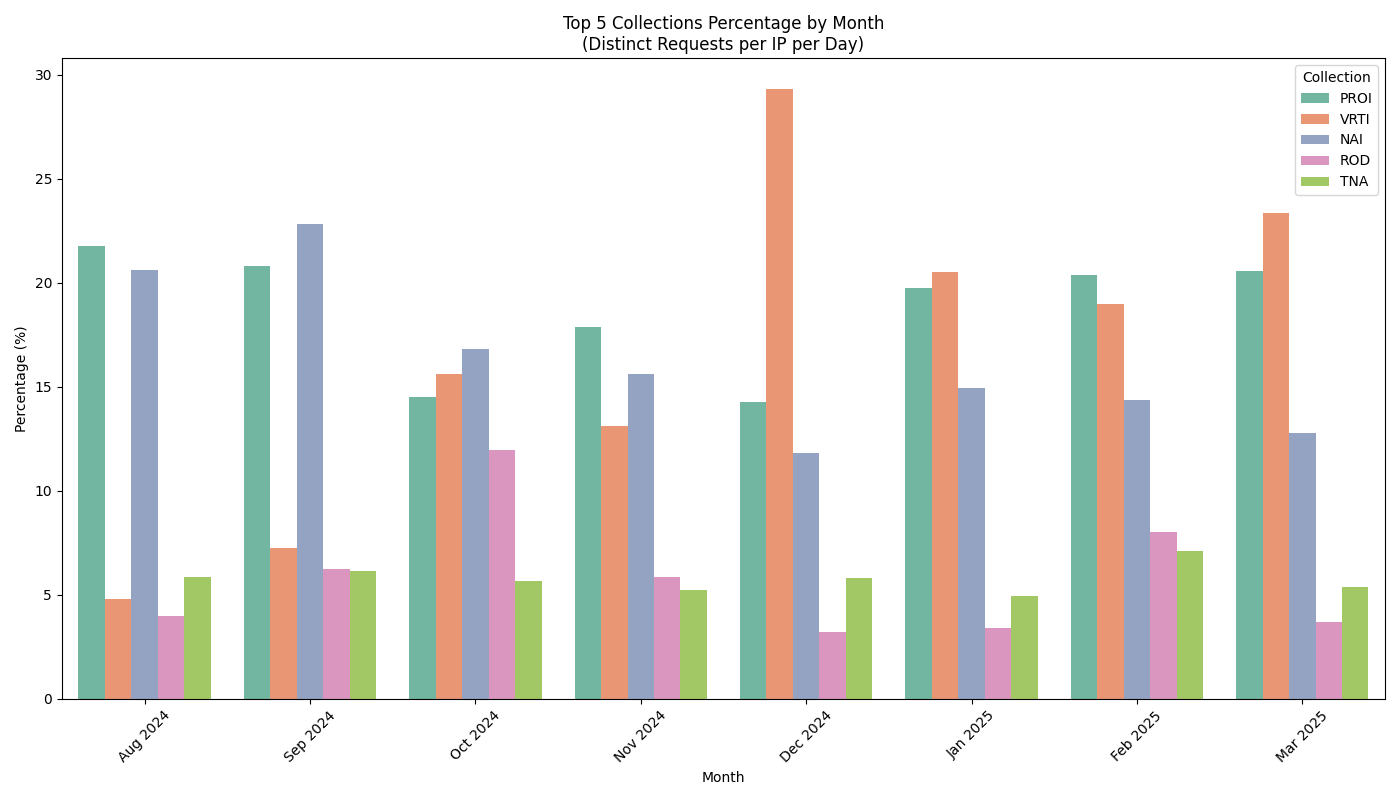 Top 5 Collections Percentage by Month
(Distinct Requests per IP per Day)
Collection
PROI
VRTI
NAI
ROD
TNA
Percentage (%)
30
25
20
15
10
5
0
Aug 2024
Sep 2024
Oct 2024
Nov 2024
Dec 2024
Jan 2025
Feb 2025
Mar 2025
Month